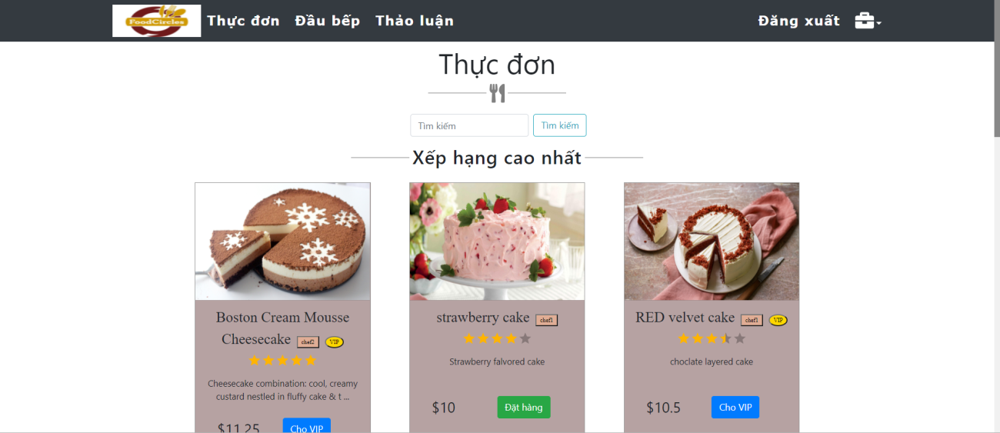 FoodCircles
Thực đơn Đầu bếp Thảo luận Đăng xuất
Thực đơn
Tìm kiếm Tìm kiếm
Xếp hạng cao nhất
Boston Cream Mousse
Cheesecake chef2 VIP
Cheesecake combination: cool, creamy
custard nestled in fluffy cake & t ...
$11.25 Cho VIP
strawberry cake chef1
Strawberry falvored cake
$10 Đặt hàng
RED velvet cake chef1 VIP
choclate layered cake
$10.5 Cho VIP